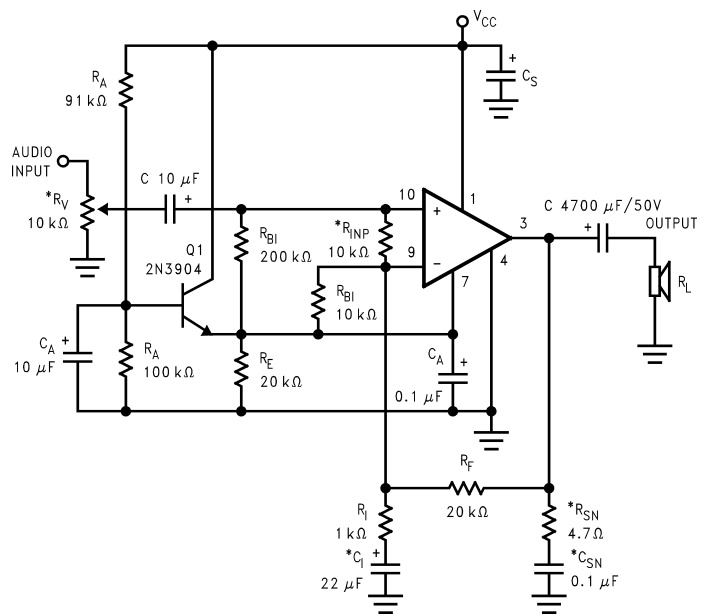 V_CC
+
C_S
R_A
91 kΩ
AUDIO
INPUT
*R_V
10 kΩ
C 10 μF
+
Q1
2N3904
R_BI
200 kΩ
*R_INP
10 kΩ
10
+
1
9
−
7
4
3
C 4700 μF/50V
+
OUTPUT
R_L
R_BI
10 kΩ
C_A
+
10 μF
R_A
100 kΩ
R_E
20 kΩ
C_A
+
0.1 μF
R_F
20 kΩ
R_I
1 kΩ
*C_I
+
22 μF
*R_SN
4.7Ω
*C_SN
0.1 μF